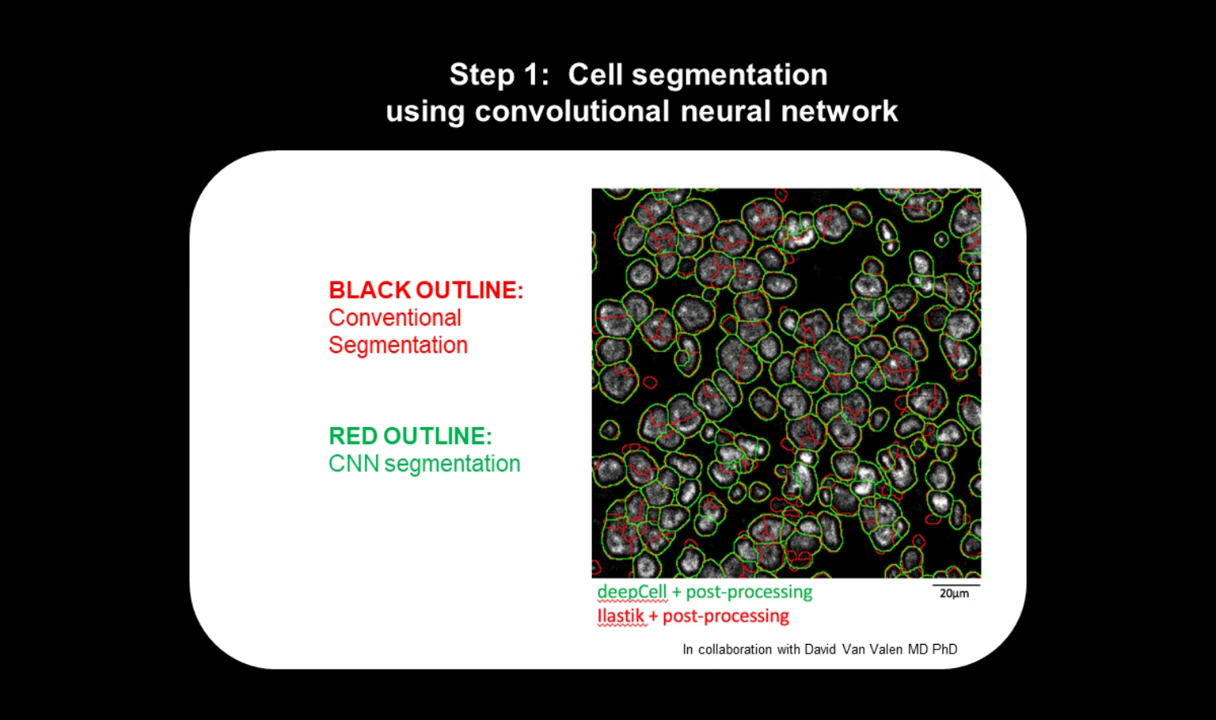 Step 1: Cell segmentation
using convolutional neural network
BLACK OUTLINE:
Conventional
Segmentation
RED OUTLINE:
CNN segmentation
deepCell + post-processing
Ilastik + post-processing
20µm
In collaboration with David Van Valen MD PhD